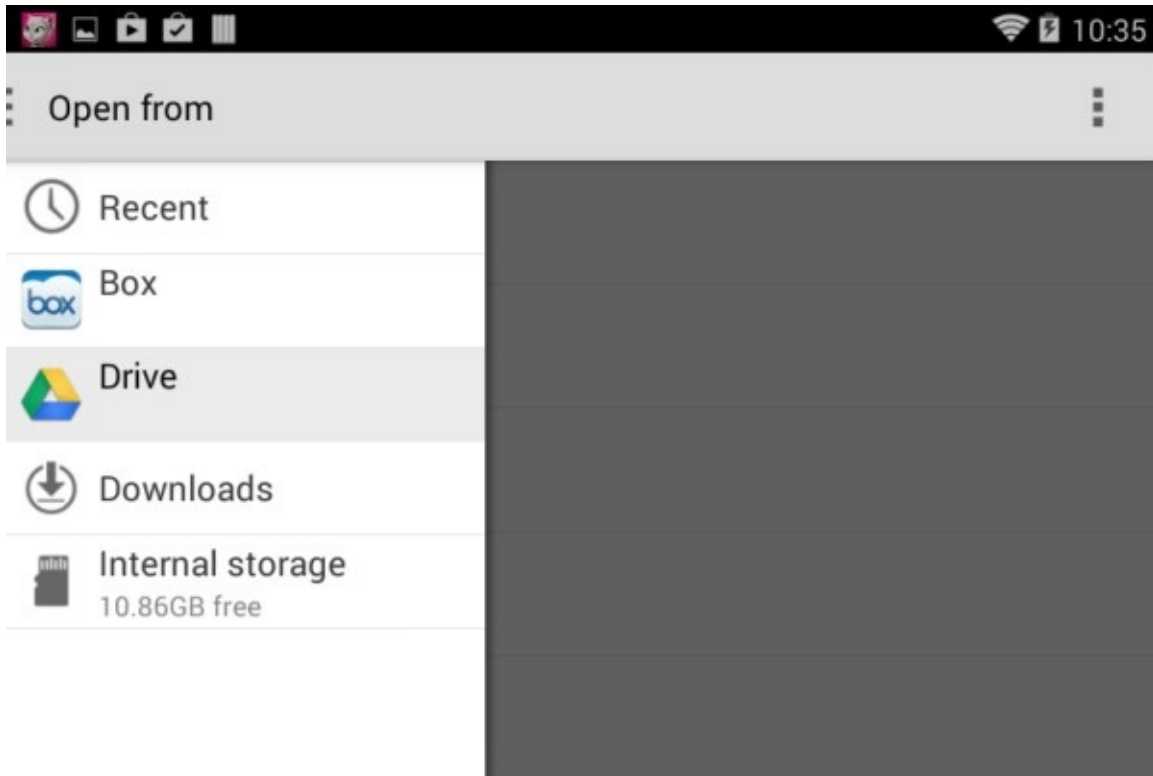 10:35
Open from
Recent
box
Box
Drive
Downloads
Internal storage
10.86GB free